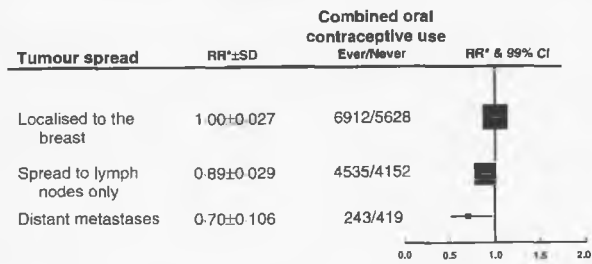 Combined oral
contraceptive use
Tumour spread RR*±SD Ever/Never RR* & 99% CI
Localised to the 1·00±0·027 6912/5628
breast
Spread to lymph 0·89±0·029 4535/4152
nodes only
Distant metastases 0·70±0·106 243/419
0.0 0.5 1.0 1.5 2.0